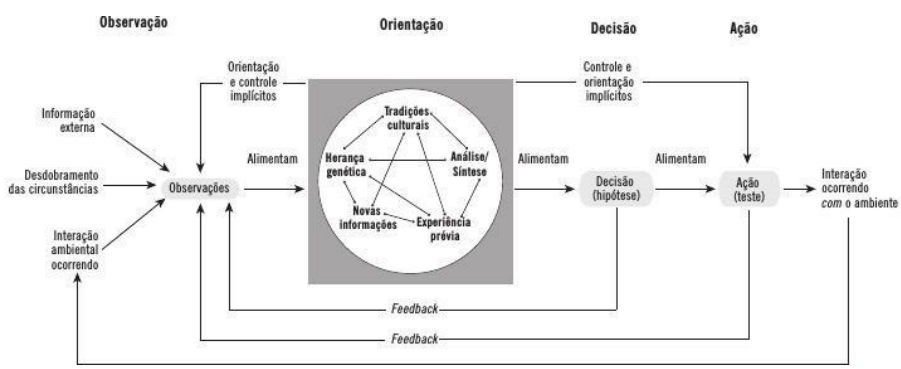 Observação
Orientação
Decisão
Ação
Orientação
e controle
implícitos
Controle e
orientação
implícitos
Informação
externa
Desdobramento
das circunstâncias
Interação
ambiental
ocorrendo
Observações
Alimentam
Tradições
culturais
Herança
genética
Análise/
Síntese
Novas
informações
Experiência
prévia
Alimentam
Decisão
(hipótese)
Alimentam
Ação
(teste)
Interação
ocorrendo
com o ambiente
Feedback
Feedback